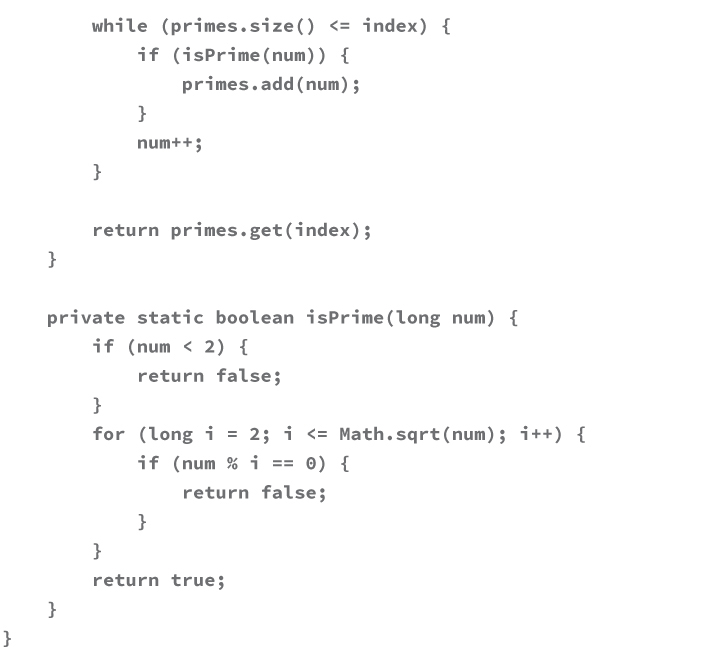 while (primes.size() <= index) {
            if (isPrime(num)) {
                primes.add(num);
            }
            num++;
        }

        return primes.get(index);
    }

    private static boolean isPrime(long num) {
        if (num < 2) {
            return false;
        }
        for (long i = 2; i <= Math.sqrt(num); i++) {
            if (num % i == 0) {
                return false;
            }
        }
        return true;
    }
}